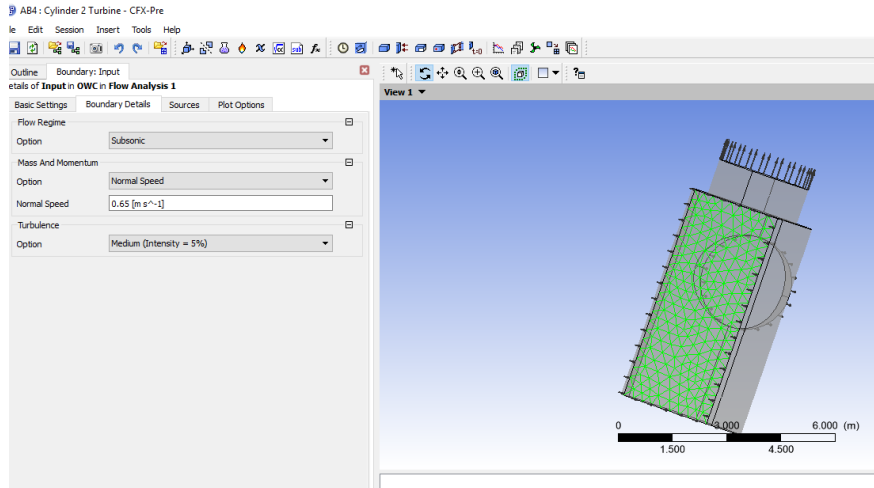 AB4 : Cylinder 2 Turbine - CFX-Pre
le Edit Session Insert Tools Help
Outline Boundary: Input
etails of Input in OWC in Flow Analysis 1
Basic Settings Boundary Details Sources Plot Options
Flow Regime
Option Subsonic
Mass And Momentum
Option Normal Speed
Normal Speed 0.65 [m s^-1]
Turbulence
Option Medium (Intensity = 5%)
View 1
0 3.000 6.000 (m)
1.500 4.500